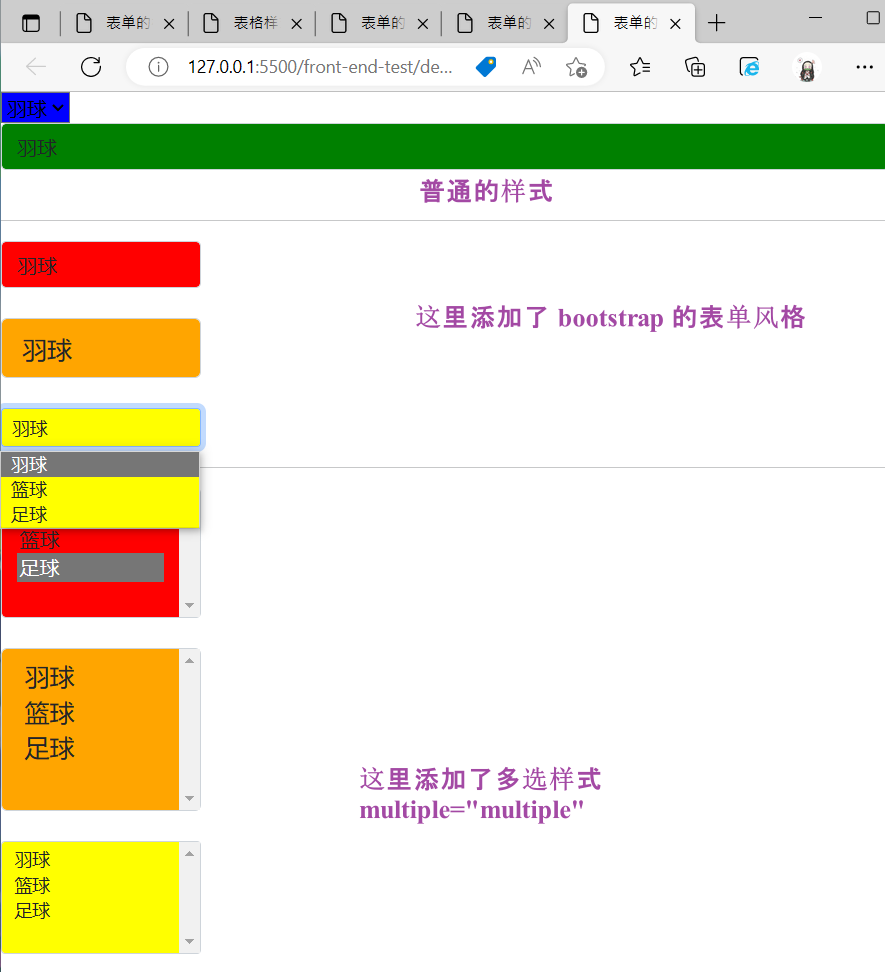 表单的
表格样
表单的
表单的
表单的
127.0.0.1:5500/front-end-test/de...
羽球
羽球
普通的样式
羽球
这里添加了 bootstrap 的表单风格
羽球
羽球
羽球
篮球
足球
篮球
足球
羽球
篮球
足球
这里添加了多选样式
multiple="multiple"
羽球
篮球
足球